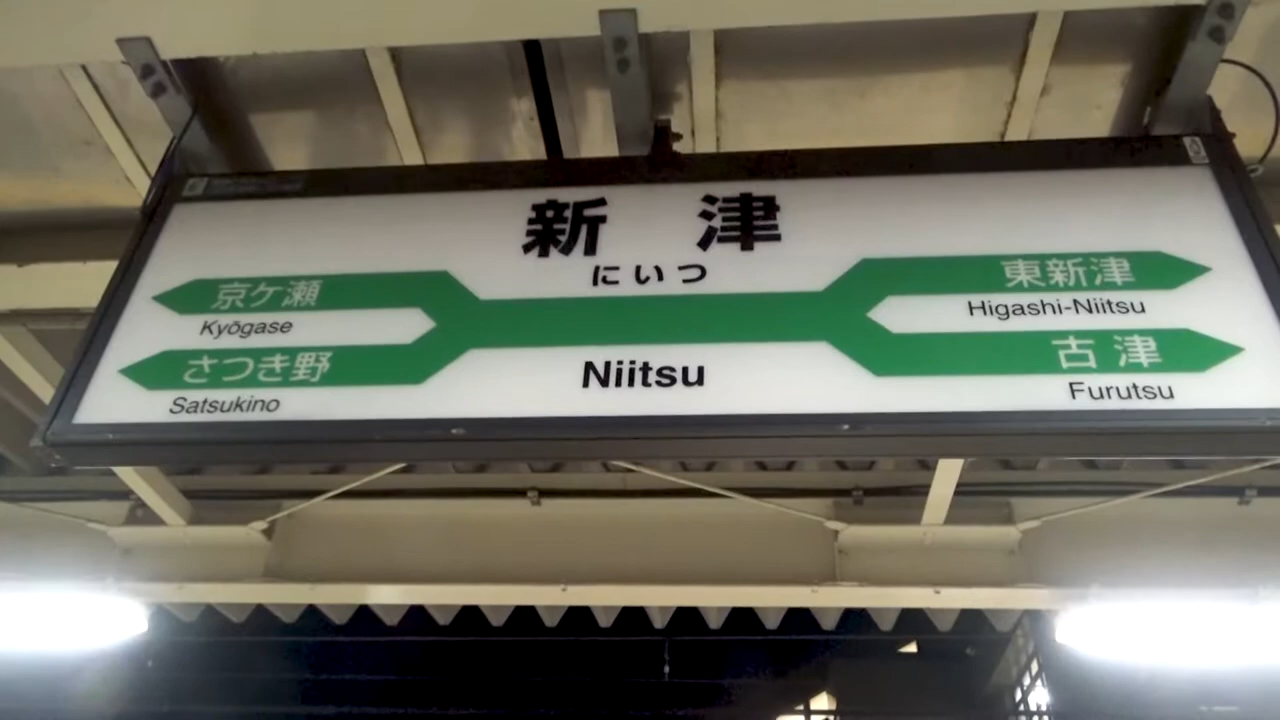 新津
にいつ
京ケ瀬
Kyōgase
さつき野
Satsukino
Niitsu
東新津
Higashi-Niitsu
古津
Furutsu